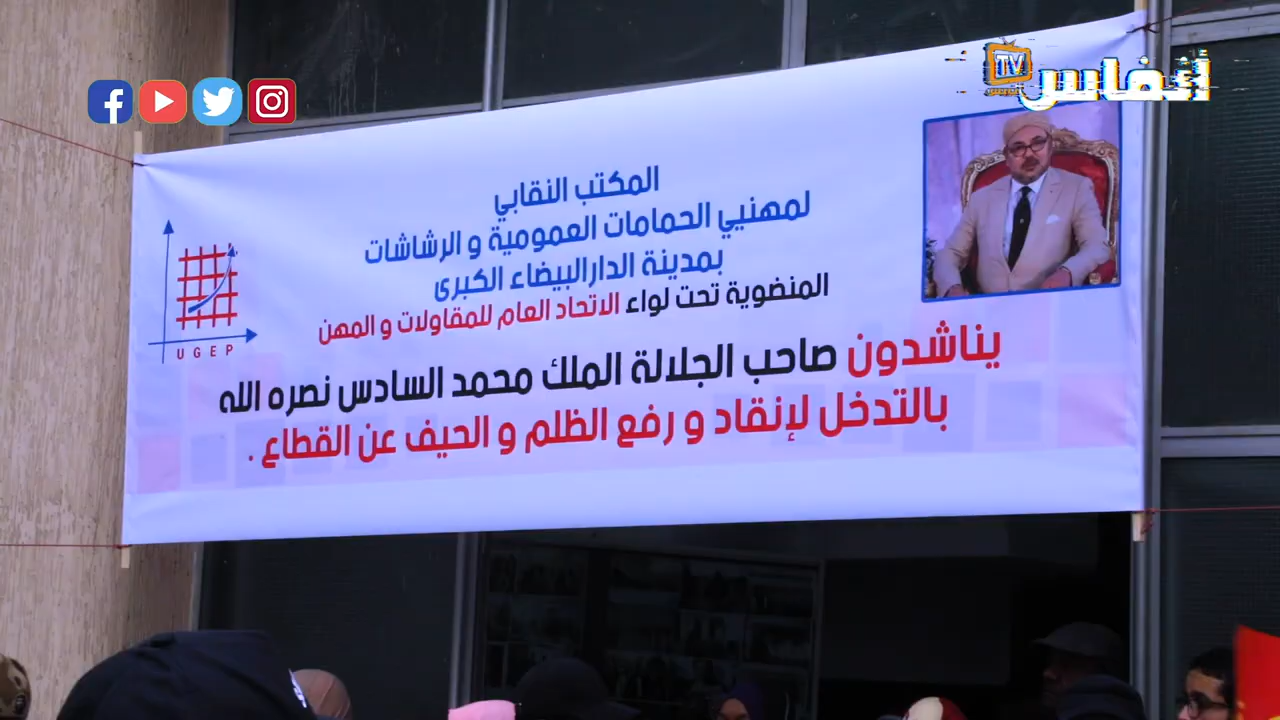 TV أنفاس
المكتب النقابي
لمهنيي الحمامات العمومية و الرشاشات
بمدينة الدارالبيضاء الكبرى
المنضوية تحت لواء الاتحاد العام للمقاولات و المهن
يناشدون صاحب الجلالة الملك محمد السادس نصره الله
بالتدخل لإنقاد و رفع الظلم و الحيف عن القطاع .
UGEP